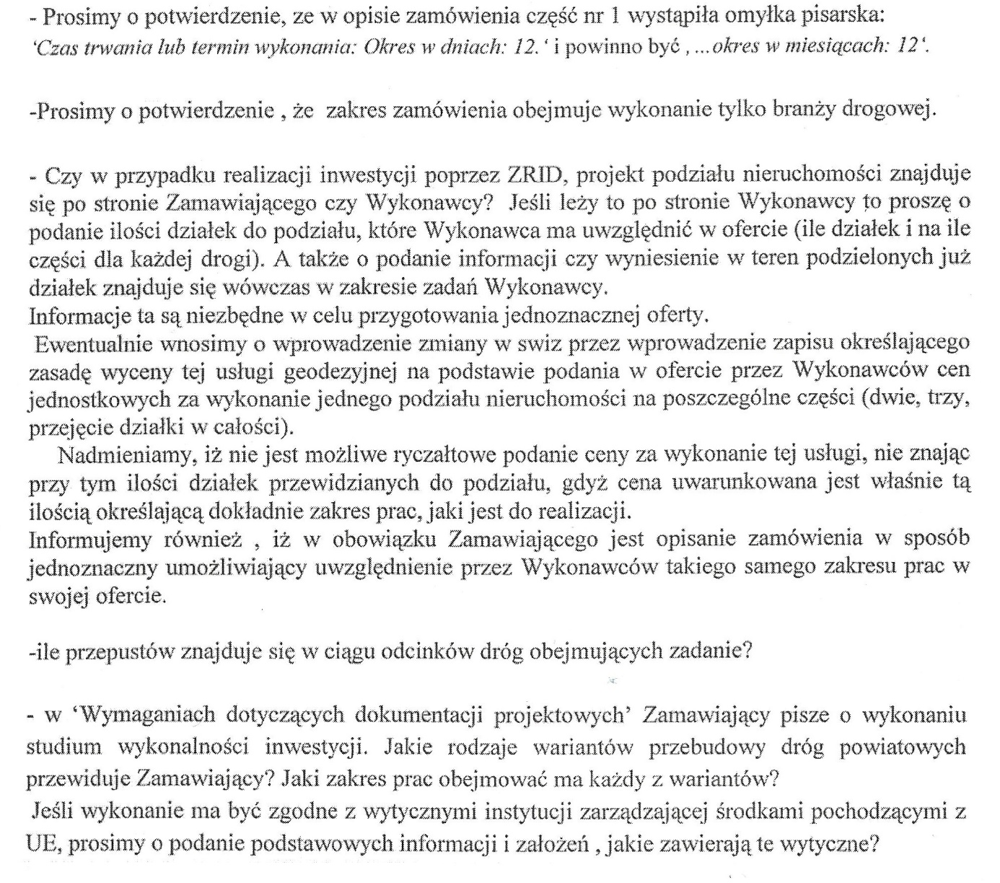 - Prosimy o potwierdzenie, ze w opisie zamówienia część nr 1 wystąpiła omyłka pisarska:
‘Czas trwania lub termin wykonania: Okres w dniach: 12. ‘ i powinno być , ... okres w miesiącach: 12‘.
-Prosimy o potwierdzenie , że zakres zamówienia obejmuje wykonanie tylko branży drogowej.
- Czy w przypadku realizacji inwestycji poprzez ZRID, projekt podziału nieruchomości znajduje
się po stronie Zamawiającego czy Wykonawcy? Jeśli leży to po stronie Wykonawcy to proszę o
podanie ilości działek do podziału, które Wykonawca ma uwzględnić w ofercie (ile działek i na ile
części dla każdej drogi). A także o podanie informacji czy wyniesienie w teren podzielonych już
działek znajduje się wówczas w zakresie zadań Wykonawcy.
Informacje ta są niezbędne w celu przygotowania jednoznacznej oferty.
Ewentualnie wnosimy o wprowadzenie zmiany w swiz przez wprowadzenie zapisu określającego
zasadę wyceny tej usługi geodezyjnej na podstawie podania w ofercie przez Wykonawców cen
jednostkowych za wykonanie jednego podziału nieruchomości na poszczególne części (dwie, trzy,
przejęcie działki w całości).
Nadmieniamy, iż nie jest możliwe ryczałtowe podanie ceny za wykonanie tej usługi, nie znając
przy tym ilości działek przewidzianych do podziału, gdyż cena uwarunkowana jest właśnie tą
ilością określającą dokładnie zakres prac, jaki jest do realizacji.
Informujemy również , iż w obowiązku Zamawiającego jest opisanie zamówienia w sposób
jednoznaczny umożliwiający uwzględnienie przez Wykonawców takiego samego zakresu prac w
swojej ofercie.
-ile przepustów znajduje się w ciągu odcinków dróg obejmujących zadanie?
- w ‘Wymaganiach dotyczących dokumentacji projektowych’ Zamawiający pisze o wykonaniu
studium wykonalności inwestycji. Jakie rodzaje wariantów przebudowy dróg powiatowych
przewiduje Zamawiający? Jaki zakres prac obejmować ma każdy z wariantów?
Jeśli wykonanie ma być zgodne z wytycznymi instytucji zarządzającej środkami pochodzącymi z
UE, prosimy o podanie podstawowych informacji i założeń , jakie zawierają te wytyczne?